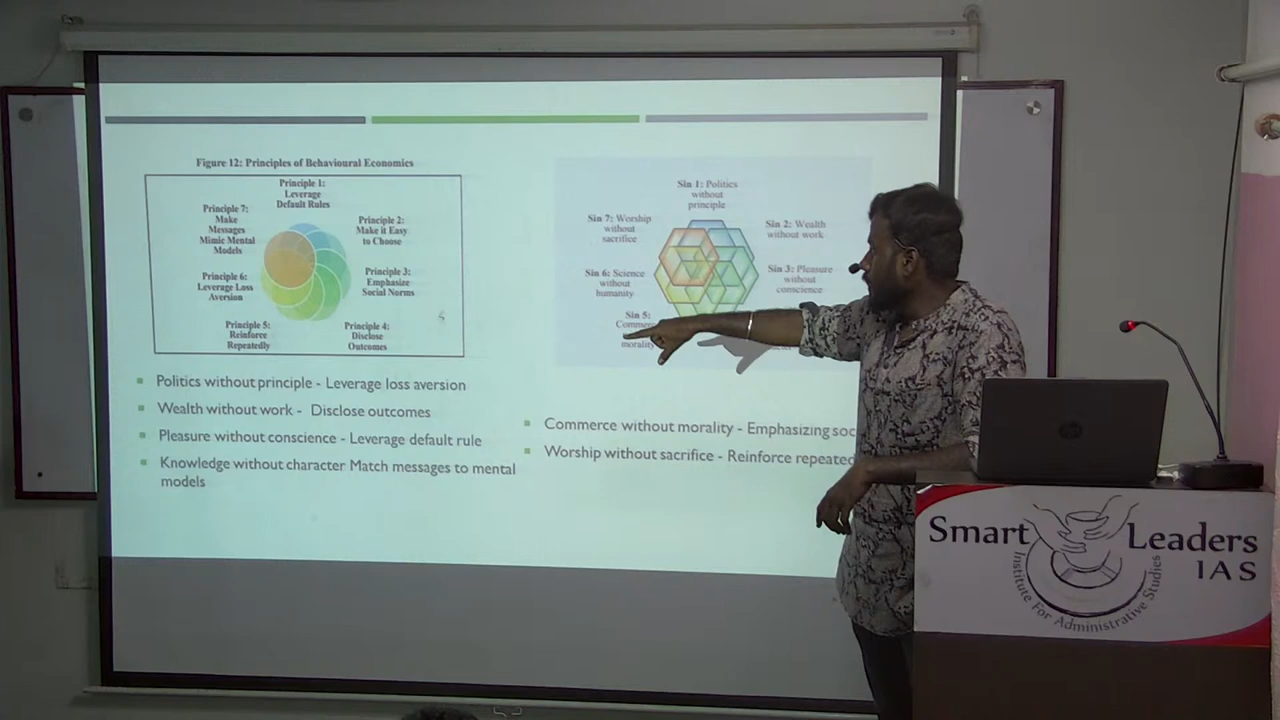 Figure 12: Principles of Behavioural Economics
Principle 1:
Leverage
Default Rules
Principle 2:
Make it Easy
to Choose
Principle 3:
Emphasize
Social Norms
Principle 4:
Disclose
Outcomes
Principle 5:
Reinforce
Repeatedly
Principle 6:
Leverage Loss
Aversion
Principle 7:
Make
Messages
Mimic Mental
Models
Sin 1: Politics
without
principle
Sin 2: Wealth
without work
Sin 3: Pleasure
without
conscience
Sin 5:
morality
Sin 6: Science
without
humanity
Sin 7: Worship
without
sacrifice
Politics without principle - Leverage loss aversion
Wealth without work - Disclose outcomes
Pleasure without conscience - Leverage default rule
Knowledge without character Match messages to mental
models
Commerce without morality - Emphasizing soc
Worship without sacrifice - Reinforce repeated
Smart Leaders
IAS
Institute For Administrative Studies